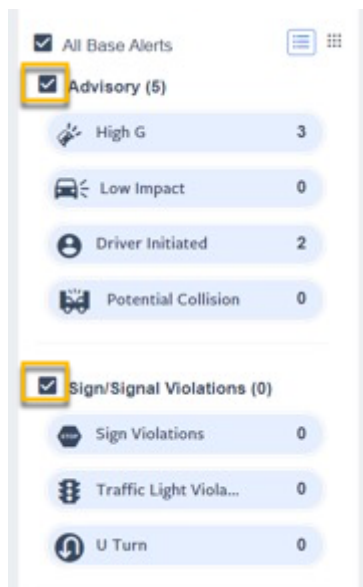 All Base Alerts
Advisory (5)
High G 3
Low Impact 0
Driver Initiated 2
Potential Collision 0
Sign/Signal Violations (0)
STOP Sign Violations 0
Traffic Light Viola... 0
U Turn 0